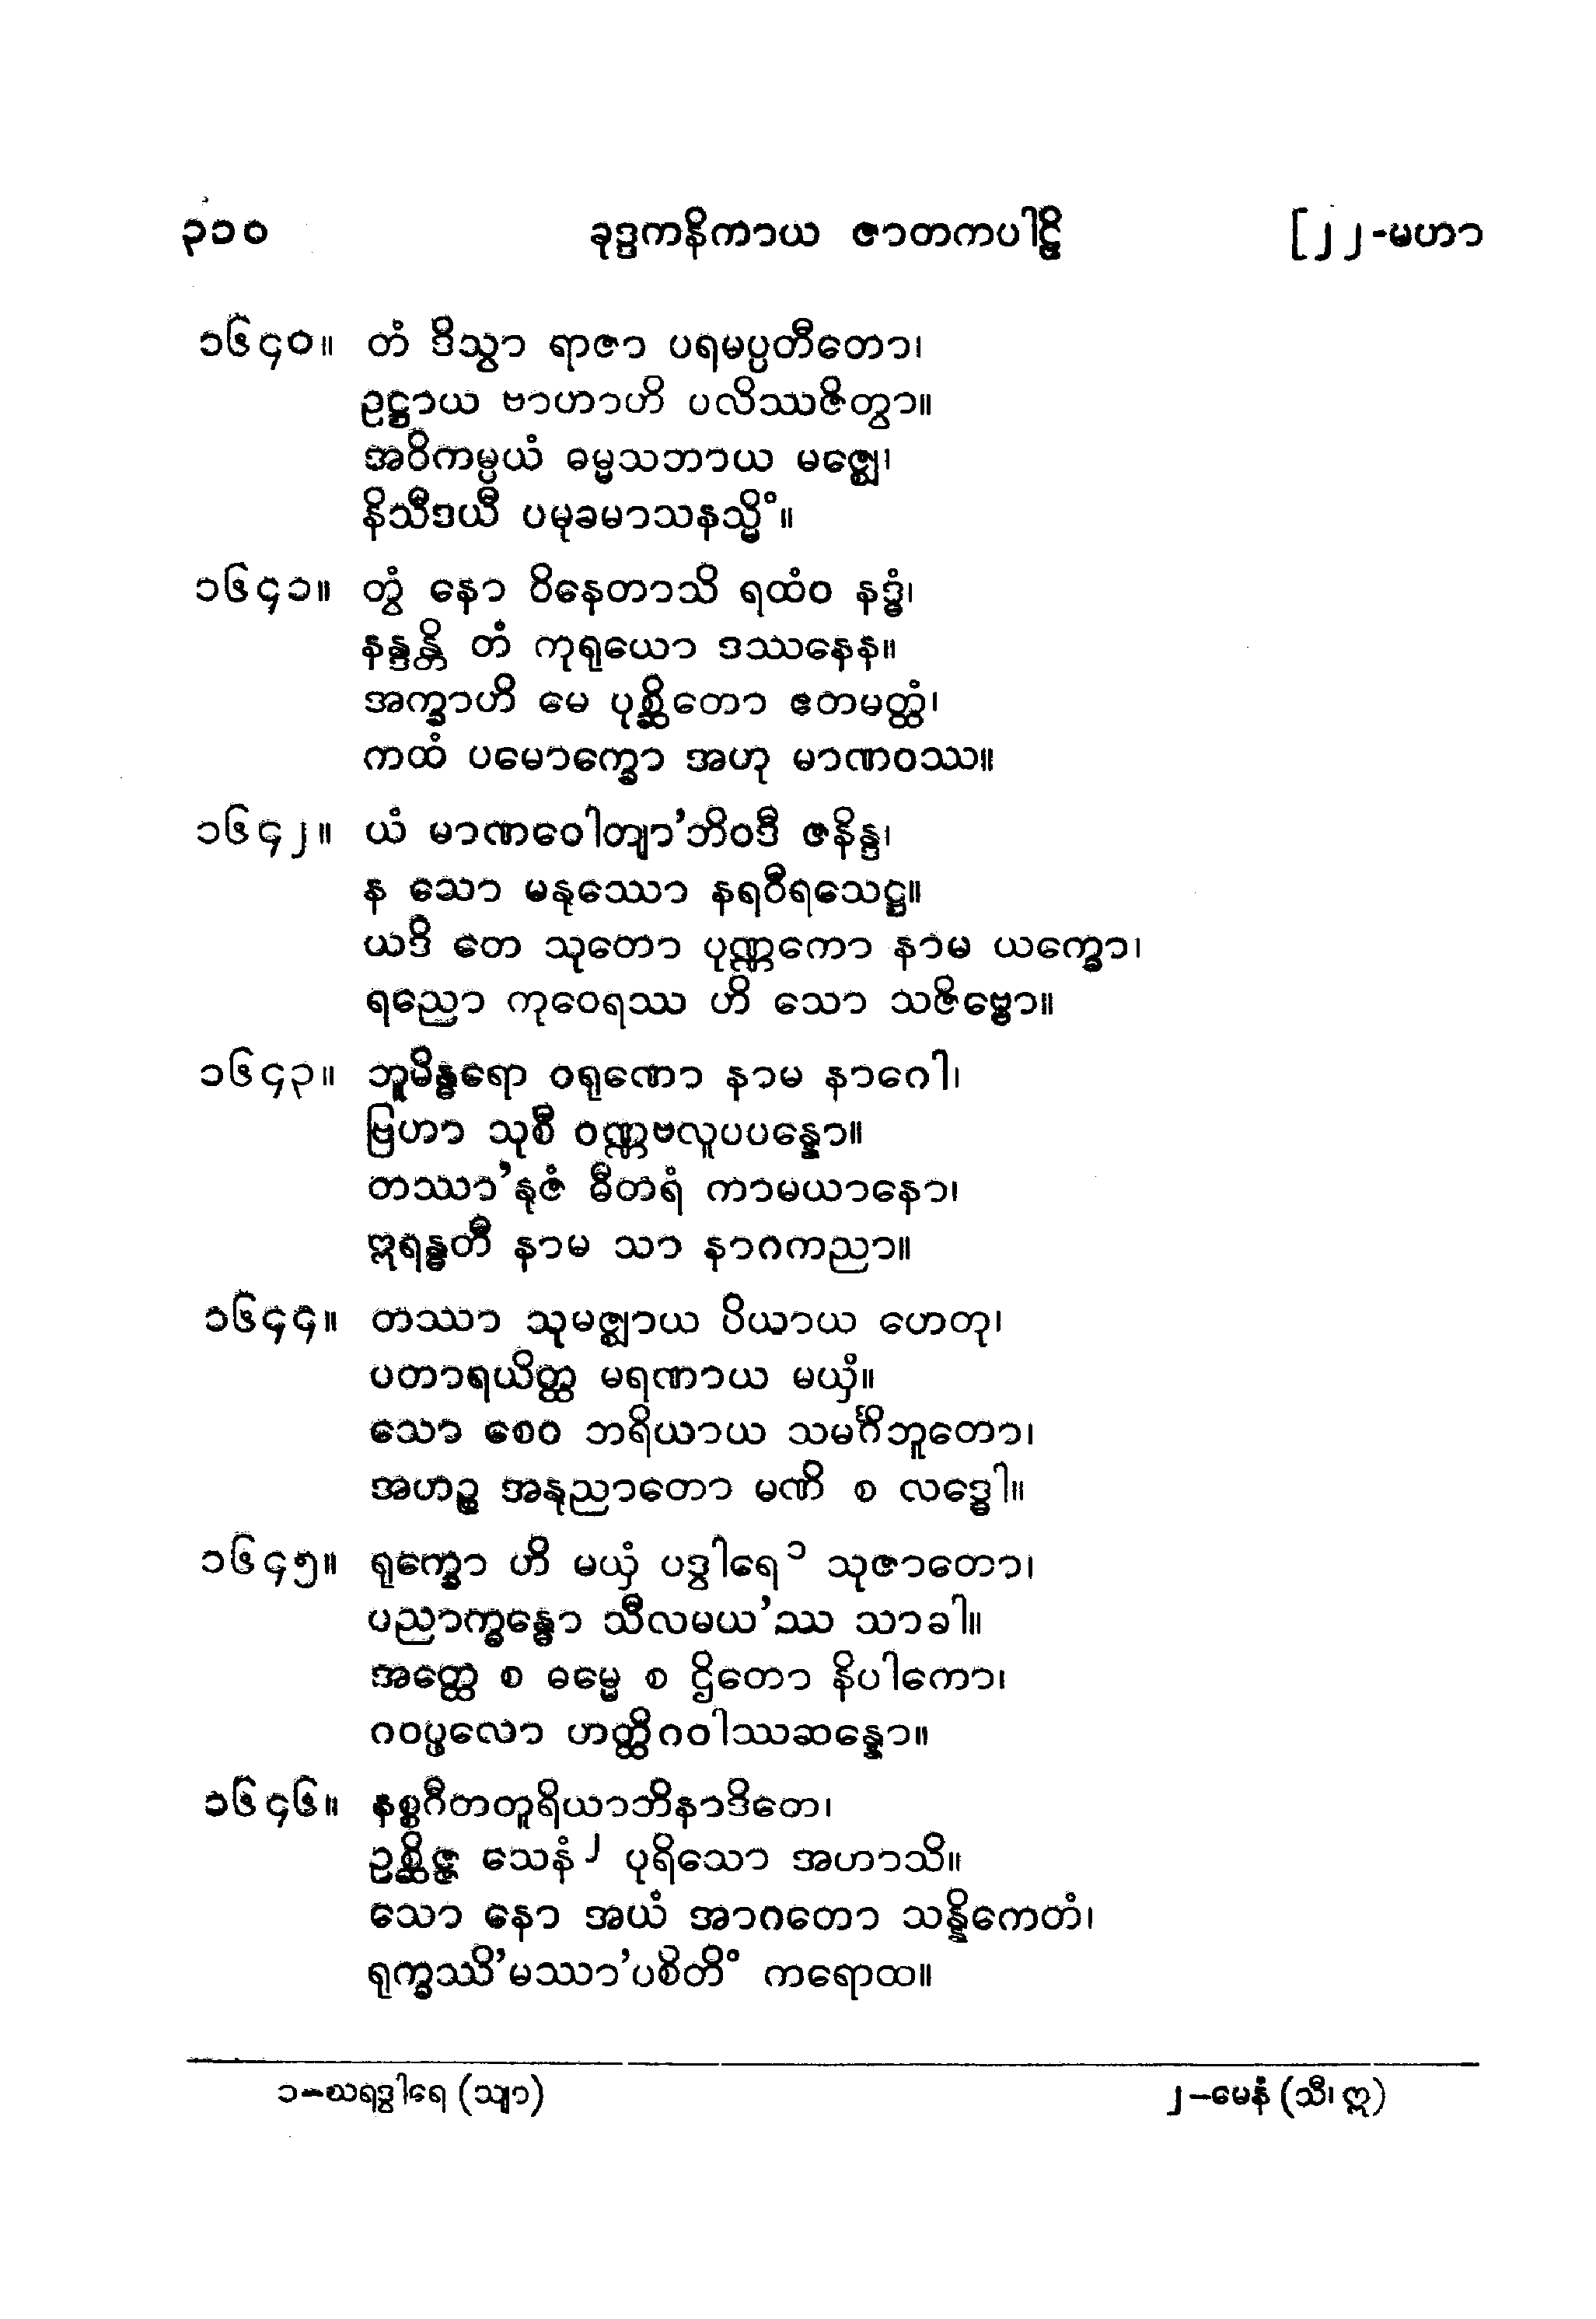 ၃၁၀ ခုဒ္ဒကနိကာယ ဇာတကပါဠိ [၂၂-မဟာ
၁၆၄၀။ တံ ဒိသွာ ရာဇာ ပရမပ္ပတီတော၊
ဥဋ္ဌာယ ဗာဟာဟိ ပလိဿဇိတွာ။
အဝိကမ္ပယံ ဓမ္မသဘာယ မဇ္ဈေ၊
နိသီဒယီ ပမုခမာသနသ္မိံ။
၁၆၄၁။ တွံ နော ဝိနေတာသိ ရထံဝ နဒ္ဓံ၊
နန္ဒန္တိ တံ ကုရုယော ဒဿနေန။
အက္ခာဟိ မေ ပုစ္ဆိတော ဧတမတ္ထံ၊
ကထံ ပမောက္ခော အဟု မာဏဝဿ။
၁၆၄၂။ ယံ မာဏဝေါတျာ’ဘိဝဒီ ဇနိန္ဒ၊
န သော မနုဿော နရဝီရသေဋ္ဌ။
ယဒိ တေ သုတော ပုဏ္ဏကော နာမ ယက္ခော၊
ရညော ကုဝေရဿ ဟိ သော သဇိဗ္ဗော။
၁၆၄၃။ ဘူမိန္ဓရော ဝရုဏော နာမ နာဂေါ၊
ဗြဟာ သုစီ ဝဏ္ဏဗလူပပန္နော။
တဿာ’နုဇံ ဓီတရံ ကာမယာနော၊
ဣရန္ဓတီ နာမ သာ နာဂကညာ။
၁၆၄၄။ တဿာ သုမဇ္ဈာယ ပိယာယ ဟေတု၊
ပတာရယိတ္ထ မရဏာယ မယှံ။
သော စေဝ ဘရိယာယ သမင်္ဂိဘူတော၊
အဟဉ္စ အနုညာတော မဏိ စ လဒ္ဓေါ။
၁၆၄၅။ ရုက္ခော ဟိ မယှံ ပဒွါရေ ၁ သုဇာတော၊
ပညာက္ခန္ဓော သီလမယ’ဿ သာခါ။
အတ္ထေ စ ဓမ္မေ စ ဌိတော နိပါကော၊
ဂဝပ္ဖလော ဟတ္ထိဂဝါဿဆန္နော။
၁၆၄၆။ နစ္စဂီတတူရိယာဘိနာဒိတေ၊
ဥစ္ဆိဇ္ဇ သေနံ ၂ ပုရိသော အဟာသိ။
သော နော အယံ အာဂတော သန္နိကေတံ၊
ရုက္ခဿိ’မဿာ’ပစိတိံ ကရောထ။
၁–ဃရဒွါရေ (သျာ) ၂–မေနံ (သီ၊ ဣ)